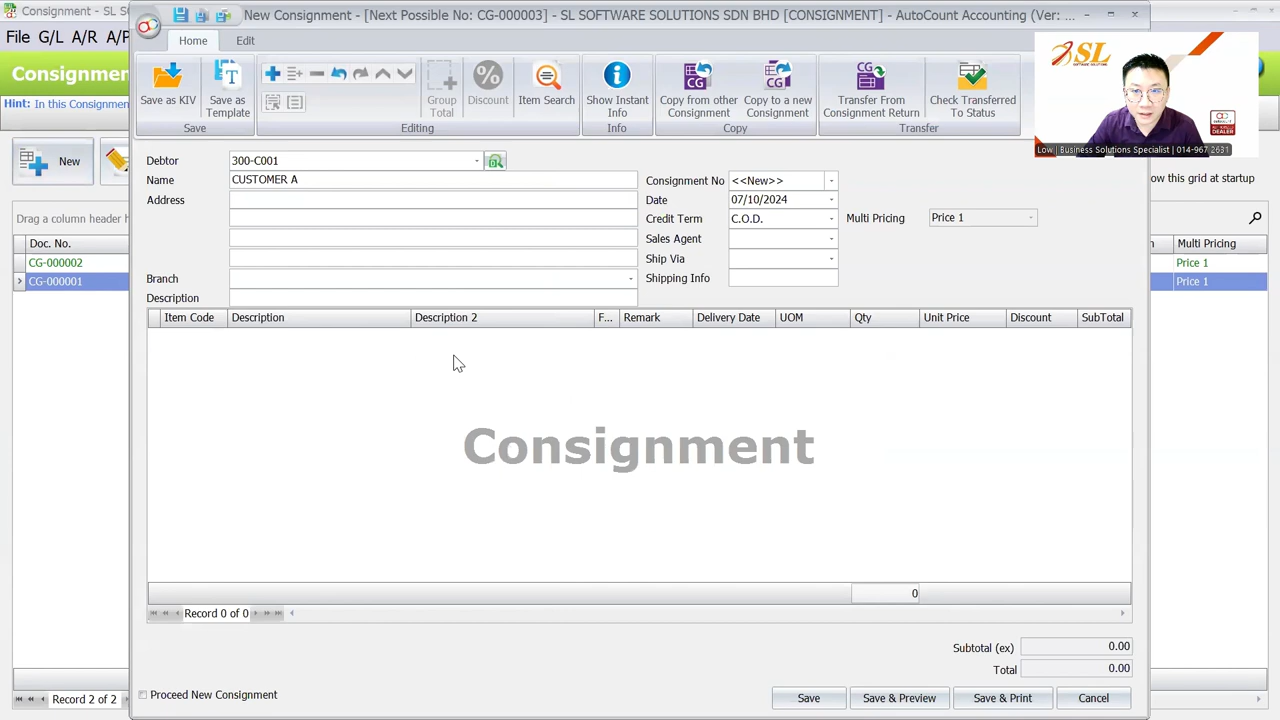 Consignment - SL SO
New Consignment - [Next Possible No: CG-000003] - SL SOFTWARE SOLUTIONS SDN BHD [CONSIGNMENT] - AutoCount Accounting (Ver: ...
File G/L A/R A/P
Home Edit
Consignmen
Hint: In this Consignmen
Save as KIV
Save as Template
Save
Group Total
Discount
Item Search
Editing
Show Instant Info
Info
Copy from other Consignment
Copy to a new Consignment
Copy
Transfer From Consignment Return
Check Transferred To Status
Transfer
SL
SOFTWARE SOLUTIONS
DEALER
Low | Business Solutions Specialist | 014-967 2631
New
ow this grid at startup
Debtor 300-C001
Name CUSTOMER A
Address
Branch
Description
Consignment No <<New>>
Date 07/10/2024
Credit Term C.O.D. Multi Pricing Price 1
Sales Agent
Ship Via
Shipping Info
Drag a column header h
Doc. No.
CG-000002
CG-000001
n Multi Pricing
Price 1
Price 1
Item Code Description Description 2 F... Remark Delivery Date UOM Qty Unit Price Discount SubTotal
Consignment
0
Record 0 of 0
Subtotal (ex) 0.00
Total 0.00
Proceed New Consignment
Save Save & Preview Save & Print Cancel
Record 2 of 2